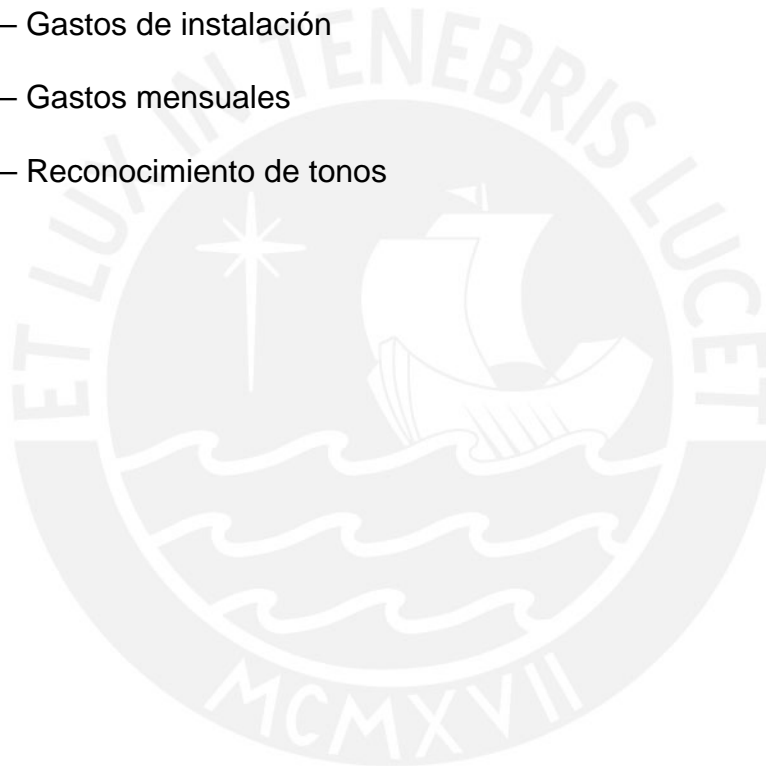 – Gastos de instalación
– Gastos mensuales
– Reconocimiento de tonos
ET LUX IN TENEBRIS LUCET
MCMXVII